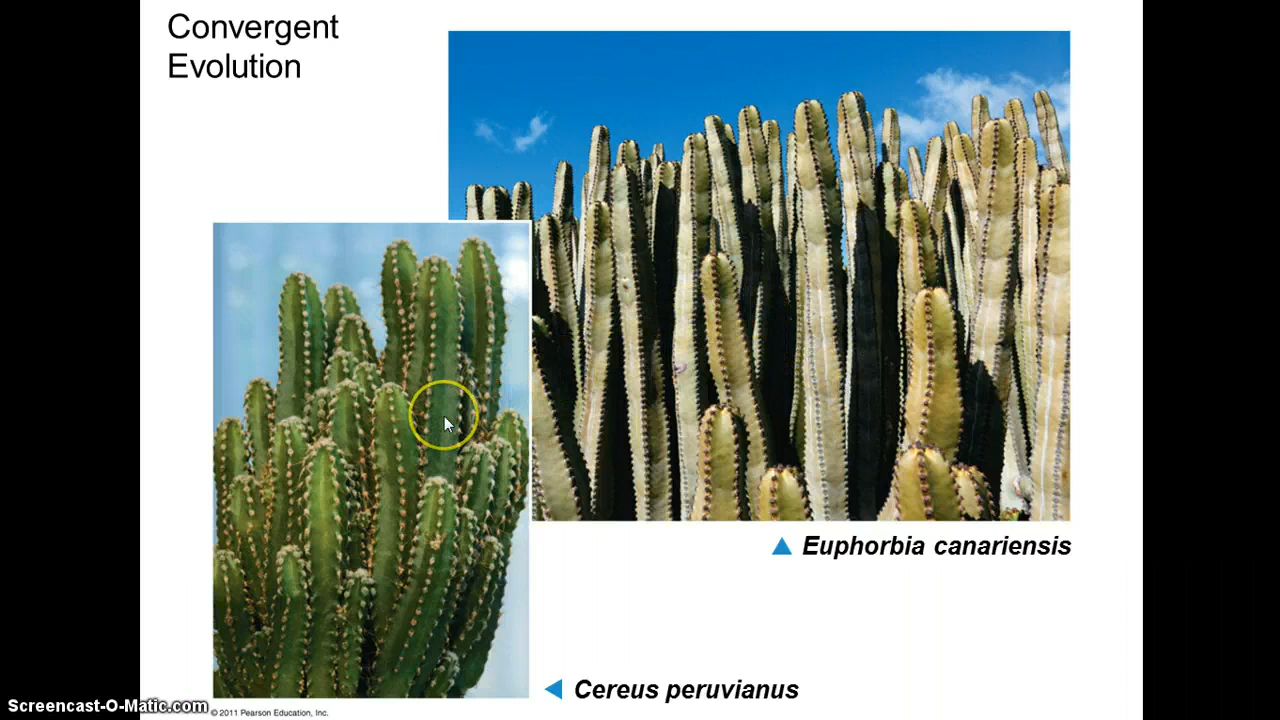 Convergent
Evolution
Euphorbia canariensis
Cereus peruvianus
Screencast-O-Matic.com
© 2011 Pearson Education, Inc.